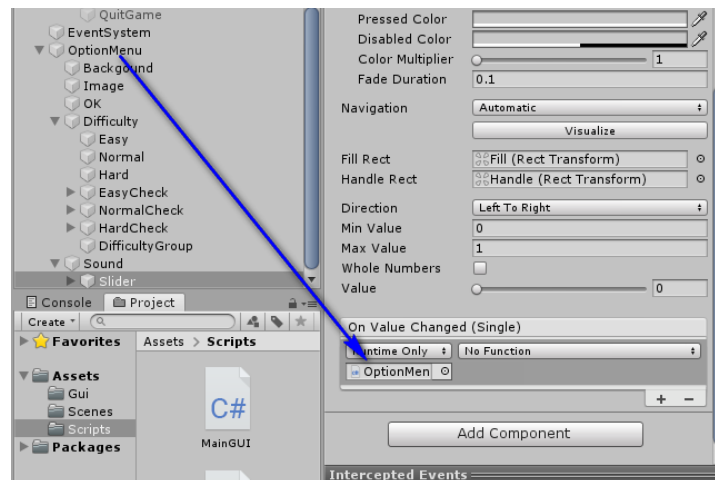 QuitGame
EventSystem
OptionMenu
Backgound
Image
OK
Difficulty
Easy
Normal
Hard
EasyCheck
NormalCheck
HardCheck
DifficultyGroup
Sound
Slider
Console Project
Create
Favorites
Assets
Gui
Scenes
Scripts
Packages
Assets > Scripts
C#
MainGUI
Pressed Color
Disabled Color
Color Multiplier 1
Fade Duration 0.1
Navigation Automatic
Visualize
Fill Rect Fill (Rect Transform)
Handle Rect Handle (Rect Transform)
Direction Left To Right
Min Value 0
Max Value 1
Whole Numbers
Value 0
On Value Changed (Single)
Runtime Only No Function
OptionMen
+ −
Add Component
Intercepted Events